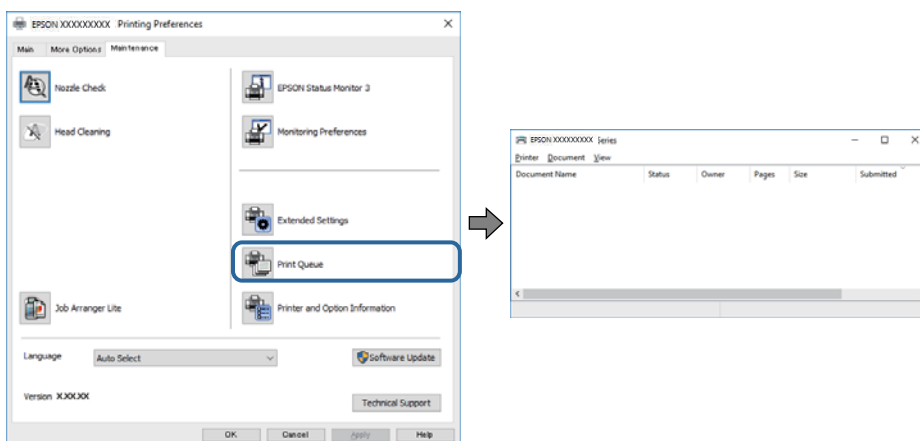 EPSON XXXXXXXXX Printing Preferences
Main More Options Maintenance
Nozzle Check
Head Cleaning
Job Arranger Lite
EPSON Status Monitor 3
Monitoring Preferences
Extended Settings
Print Queue
Printer and Option Information
Language Auto Select
Software Update
Version X.XX.XX
Technical Support
OK Cancel Apply Help
EPSON XXXXXXXXX Series
Printer Document View
Document Name Status Owner Pages Size Submitted